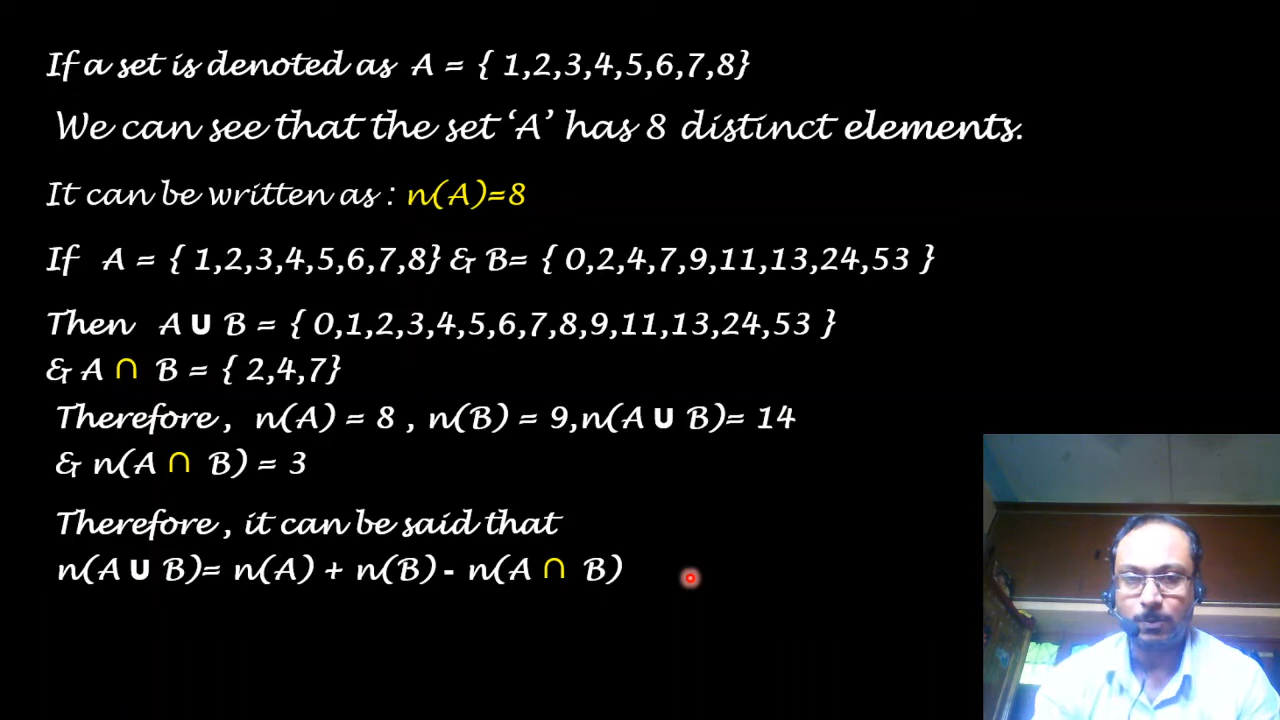 If a set is denoted as A = { 1,2,3,4,5,6,7,8}
We can see that the set ‘A’ has 8 distinct elements.
It can be written as : n(A)=8
If A = { 1,2,3,4,5,6,7,8} & B= { 0,2,4,7,9,11,13,24,53 }
Then A ∪ B = { 0,1,2,3,4,5,6,7,8,9,11,13,24,53 }
& A ∩ B = { 2,4,7}
Therefore , n(A) = 8 , n(B) = 9,n(A ∪ B)= 14
& n(A ∩ B) = 3
Therefore , it can be said that
n(A ∪ B)= n(A) + n(B) - n(A ∩ B)